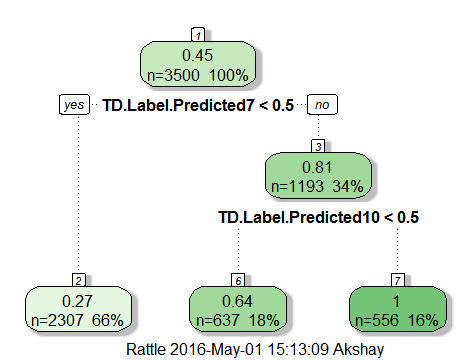 1
0.45
n=3500 100%
yes TD.Label.Predicted7 < 0.5 no
3
0.81
n=1193 34%
TD.Label.Predicted10 < 0.5
2
0.27
n=2307 66%
6
0.64
n=637 18%
7
1
n=556 16%
Rattle 2016-May-01 15:13:09 Akshay